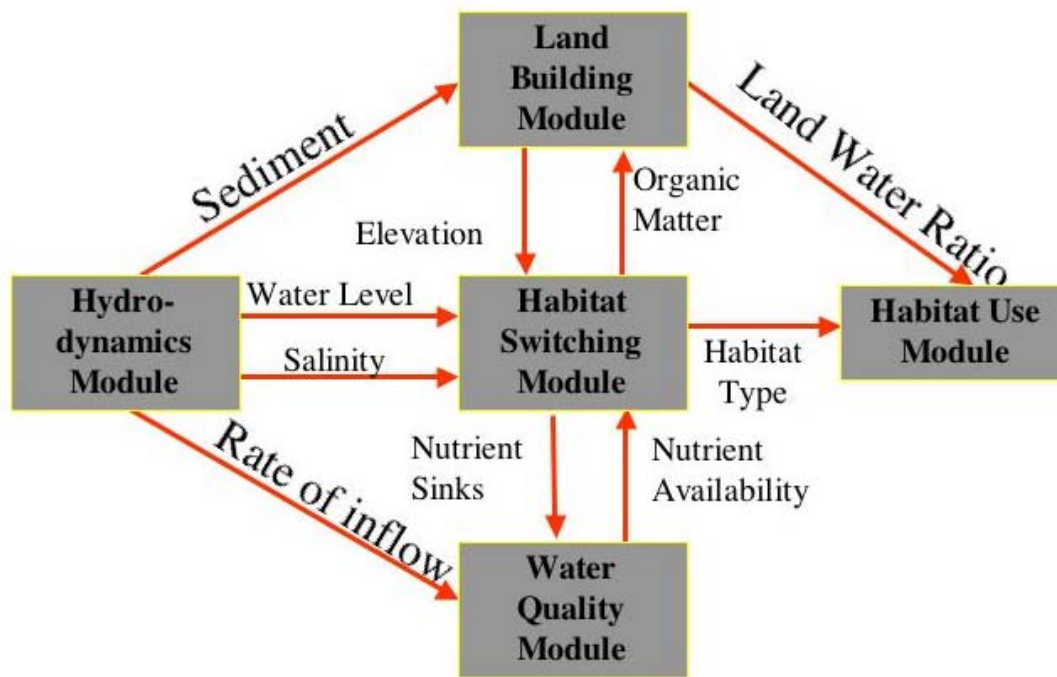 Land
Building
Module
Sediment
Land Water Ratio
Elevation
Organic
Matter
Hydro-
dynamics
Module
Water Level
Salinity
Habitat
Switching
Module
Habitat
Type
Habitat Use
Module
Rate of inflow
Nutrient
Sinks
Nutrient
Availability
Water
Quality
Module